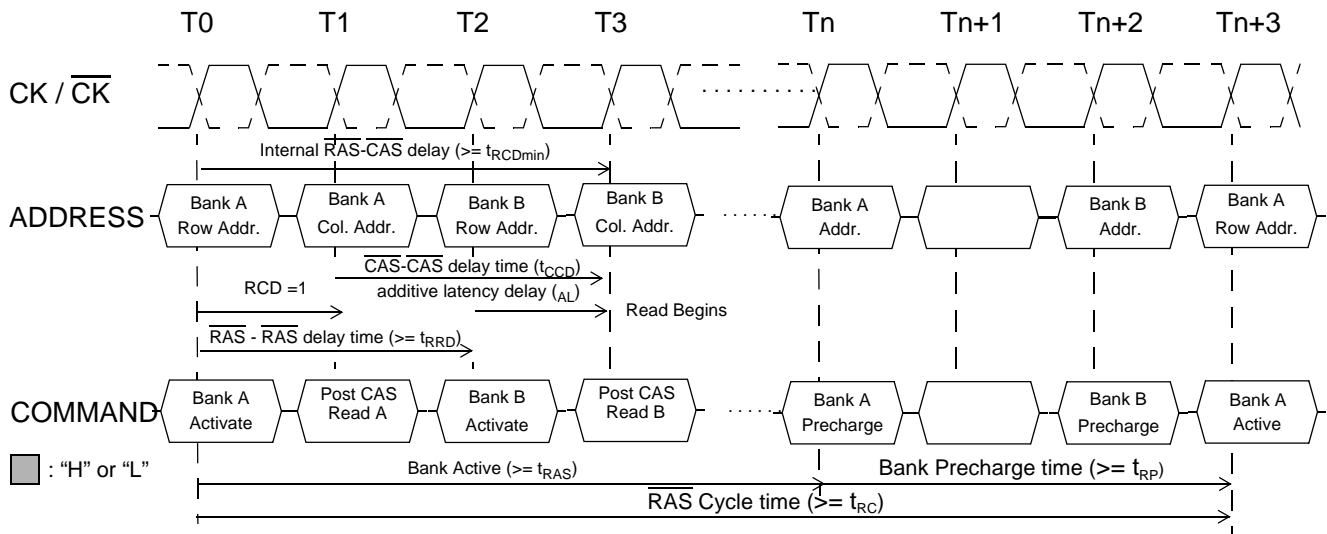 T0 T1 T2 T3 Tn Tn+1 Tn+2 Tn+3
CK / CK
Internal RAS-CAS delay (>= tRCDmin)
ADDRESS
Bank A
Row Addr.
Bank A
Col. Addr.
Bank B
Row Addr.
Bank B
Col. Addr.
Bank A
Addr.
Bank B
Addr.
Bank A
Row Addr.
CAS-CAS delay time (tCCD)
RCD =1
additive latency delay (AL)
Read Begins
RAS - RAS delay time (>= tRRD)
COMMAND
Bank A
Activate
Post CAS
Read A
Bank B
Activate
Post CAS
Read B
Bank A
Precharge
Bank B
Precharge
Bank A
Active
: “H” or “L”
Bank Active (>= tRAS)
Bank Precharge time (>= tRP)
RAS Cycle time (>= tRC)